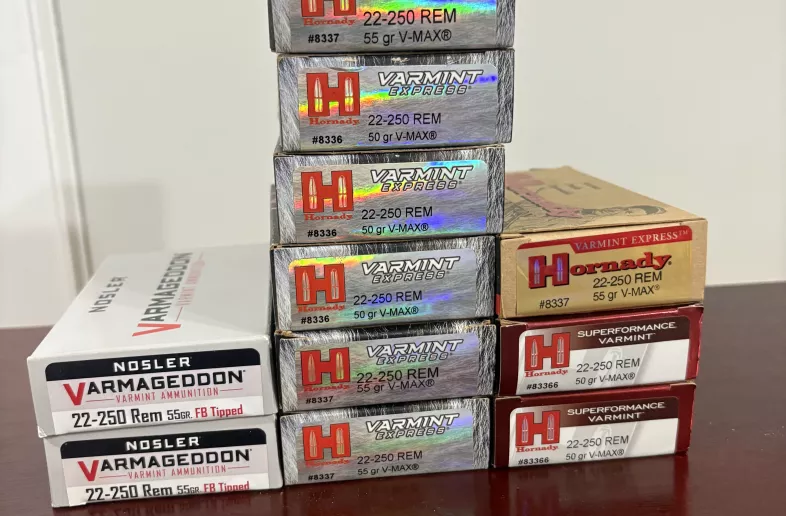 NOSLER
VARMAGEDDON
VARMINT AMMUNITION
NOSLER
VARMAGEDDON
VARMINT AMMUNITION
22-250 Rem 55GR. FB Tipped
NOSLER
VARMAGEDDON
VARMINT AMMUNITION
22-250 Rem 55GR. FB Tipped
Hornady
22-250 REM
#8337
55 gr V-MAX®
H
Hornady
VARMINT
EXPRESS®
22-250 REM
#8336
50 gr V-MAX®
H
Hornady
VARMINT
EXPRESS®
22-250 REM
#8336
50 gr V-MAX®
H
Hornady
VARMINT
EXPRESS®
22-250 REM
#8336
50 gr V-MAX®
H
Hornady
VARMINT
EXPRESS®
22-250 REM
#8337
55 gr V-MAX®
H
Hornady
VARMINT
EXPRESS®
22-250 REM
#8337
55 gr V-MAX®
VARMINT EXPRESS™
Hornady.
22-250 REM
#8337
55 gr V-MAX®
SUPERFORMANCE
VARMINT™
H
Hornady
22-250 REM
#83366
50 gr V-MAX®
SUPERFORMANCE
VARMINT™
H
Hornady
22-250 REM
#83366
50 gr V-MAX®